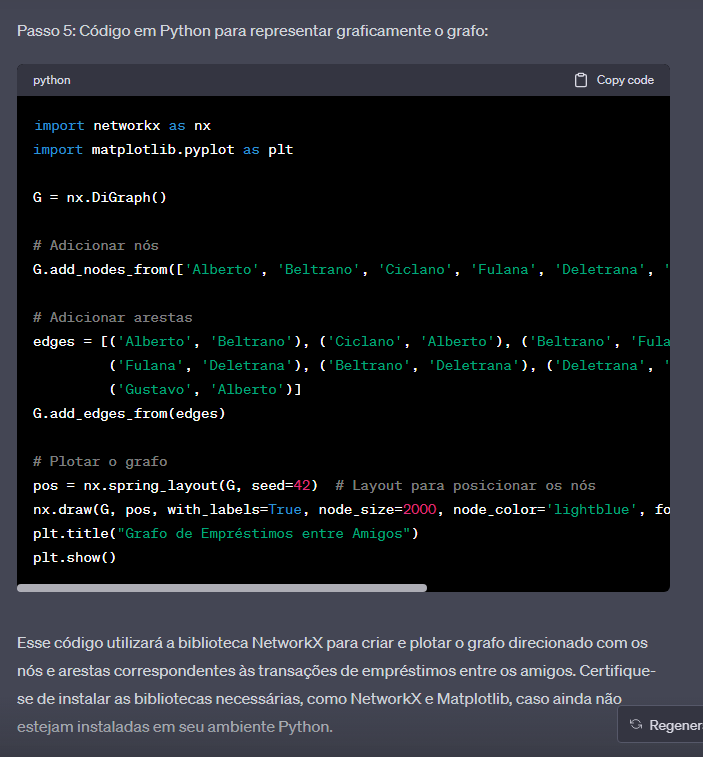 Passo 5: Código em Python para representar graficamente o grafo:
python
Copy code
import networkx as nx
import matplotlib.pyplot as plt
G = nx.DiGraph()
# Adicionar nós
G.add_nodes_from(['Alberto', 'Beltrano', 'Ciclano', 'Fulana', 'Deletrana', '
# Adicionar arestas
edges = [('Alberto', 'Beltrano'), ('Ciclano', 'Alberto'), ('Beltrano', 'Fula
('Fulana', 'Deletrana'), ('Beltrano', 'Deletrana'), ('Deletrana', '
('Gustavo', 'Alberto')]
G.add_edges_from(edges)
# Plotar o grafo
pos = nx.spring_layout(G, seed=42)  # Layout para posicionar os nós
nx.draw(G, pos, with_labels=True, node_size=2000, node_color='lightblue', fo
plt.title("Grafo de Empréstimos entre Amigos")
plt.show()
Esse código utilizará a biblioteca NetworkX para criar e plotar o grafo direcionado com os
nós e arestas correspondentes às transações de empréstimos entre os amigos. Certifique-
se de instalar as bibliotecas necessárias, como NetworkX e Matplotlib, caso ainda não
estejam instaladas em seu ambiente Python.
Regener